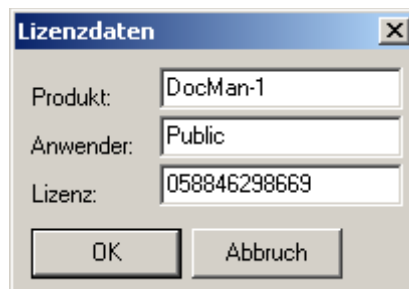 Lizenzdaten
Produkt: DocMan-1
Anwender: Public
Lizenz: 058846298669
OK Abbruch